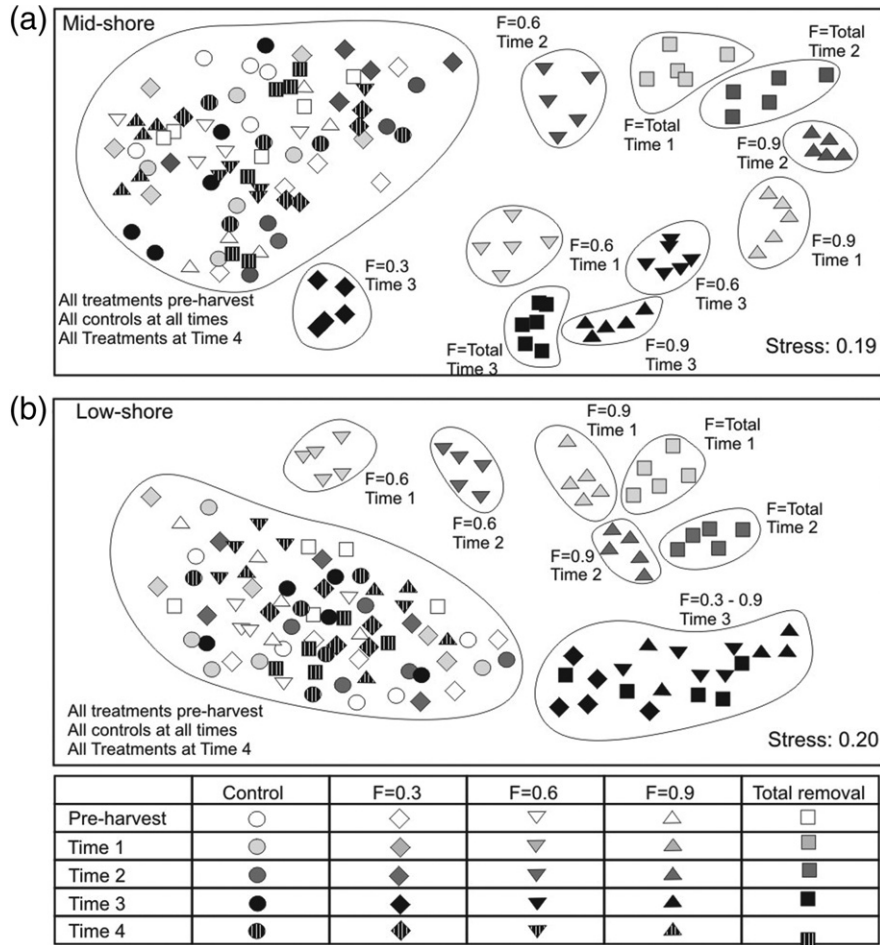 (a)
Mid-shore
F=0.6
Time 2
F=Total
Time 2
F=Total
Time 1
F=0.9
Time 2
F=0.6
Time 1
F=0.9
Time 1
F=0.3
Time 3
F=0.6
Time 3
All treatments pre-harvest
All controls at all times
All Treatments at Time 4
F=Total
Time 3
F=0.9
Time 3
Stress: 0.19
(b)
Low-shore
F=0.9
Time 1
F=Total
Time 1
F=0.6
Time 1
F=0.6
Time 2
F=Total
Time 2
F=0.9
Time 2
F=0.3 - 0.9
Time 3
All treatments pre-harvest
All controls at all times
All Treatments at Time 4
Stress: 0.20
Control F=0.3 F=0.6 F=0.9 Total removal
Pre-harvest
Time 1
Time 2
Time 3
Time 4